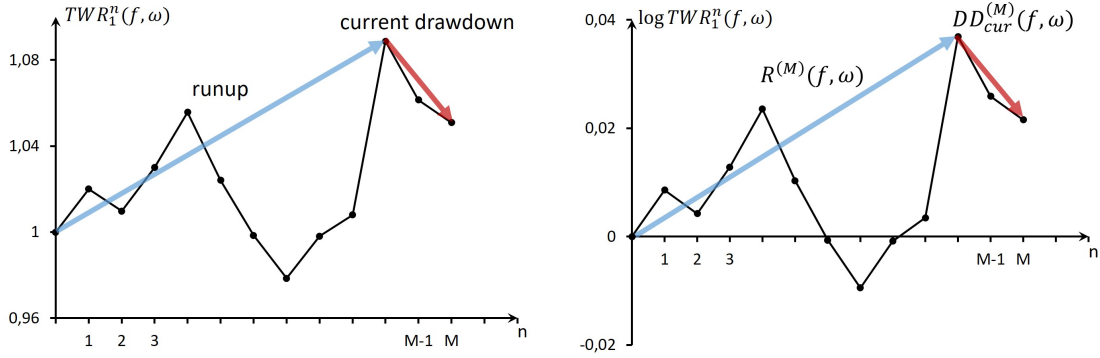 TWR₁ⁿ(f,ω)
current drawdown
1,08
runup
1,04
1
0,96
1 2 3 M-1 M
n
0,04
log TWR₁ⁿ(f,ω)
DD_cur^(M)(f,ω)
R^(M)(f,ω)
0,02
0
1 2 3 M-1 M
n
-0,02